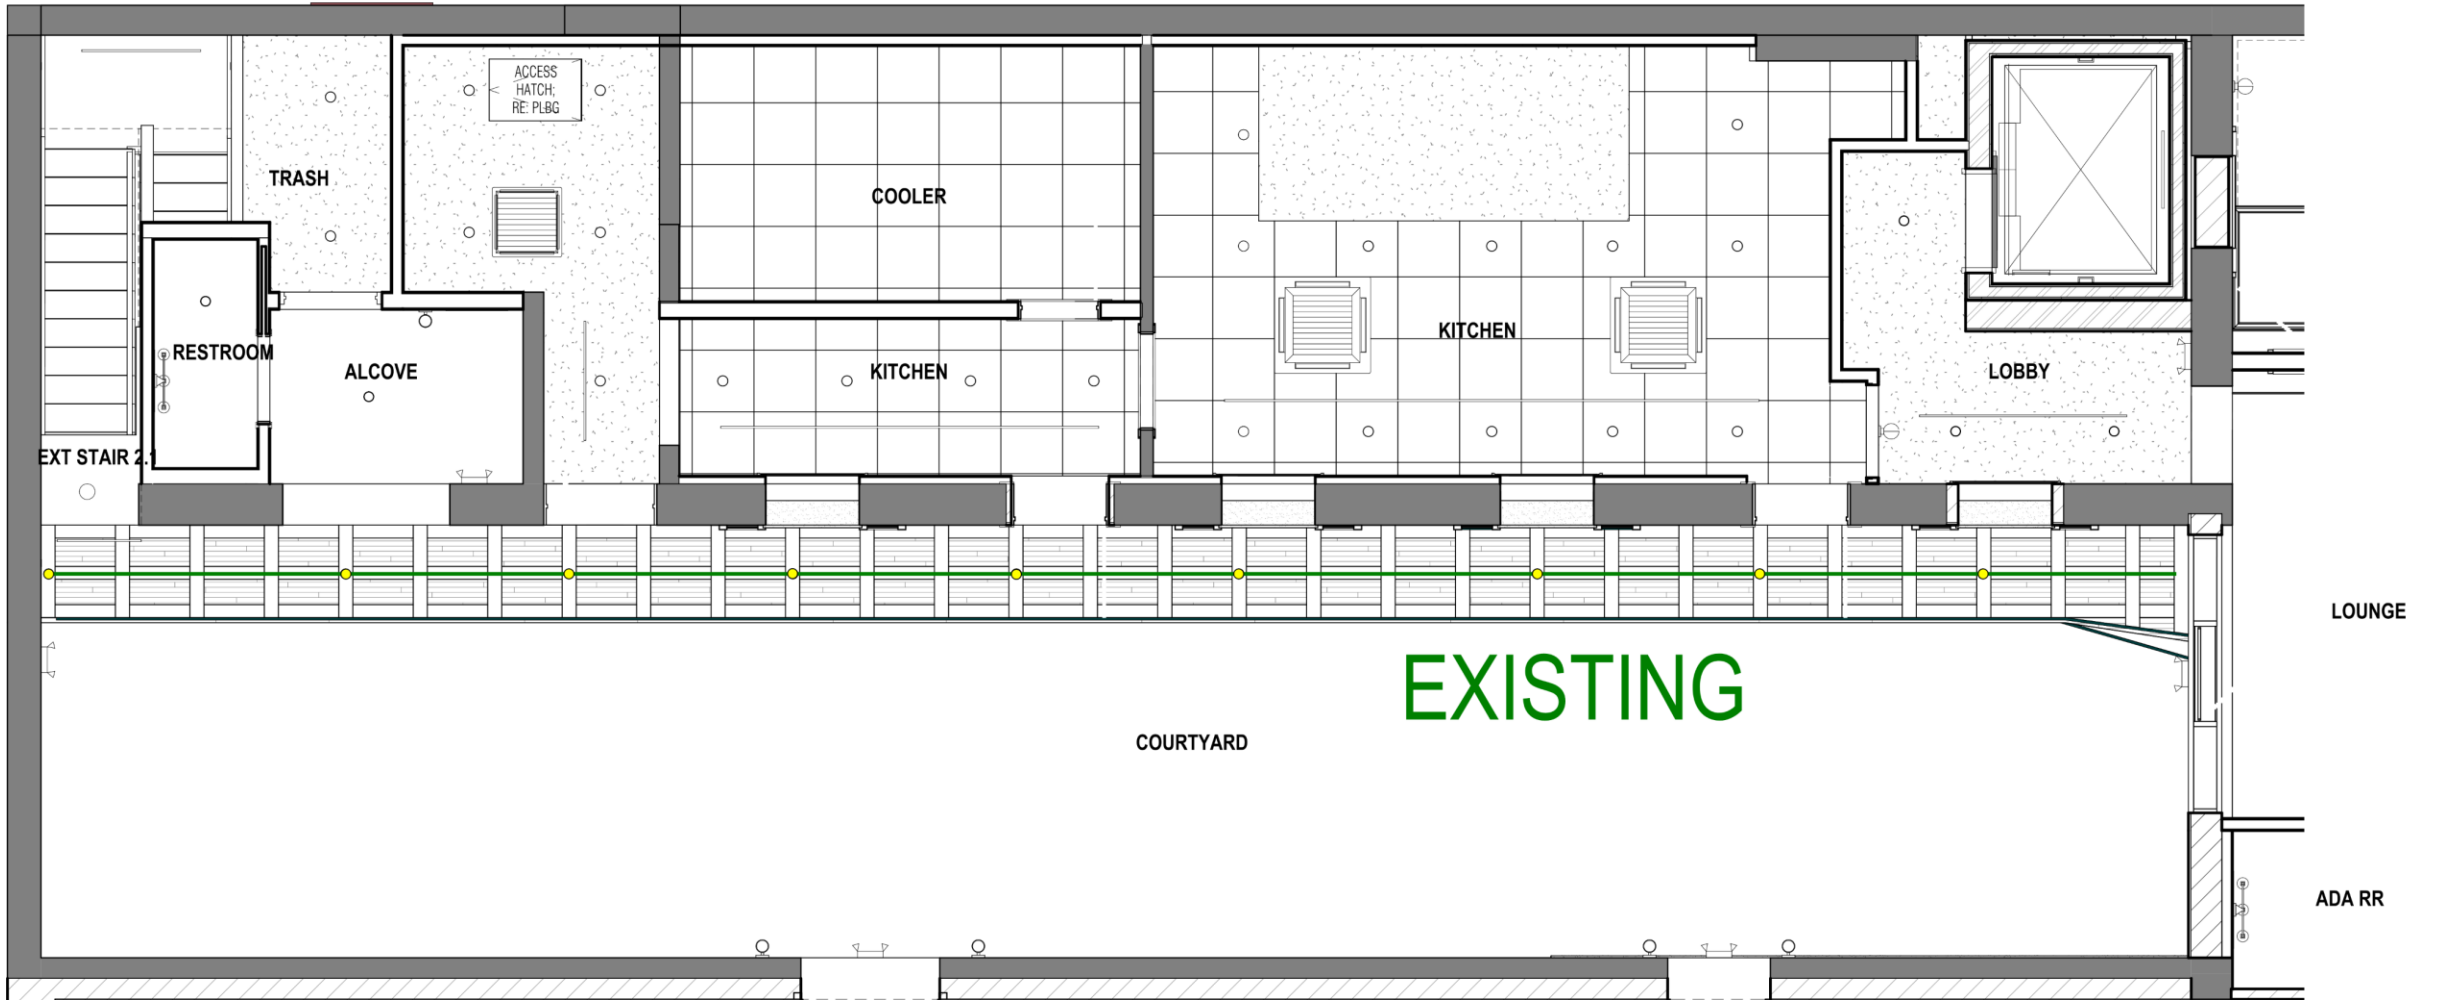 ACCESS
HATCH;
RE: PLBG
TRASH
COOLER
KITCHEN
RESTROOM
ALCOVE
KITCHEN
LOBBY
EXT STAIR 2.1
LOUNGE
EXISTING
COURTYARD
ADA RR